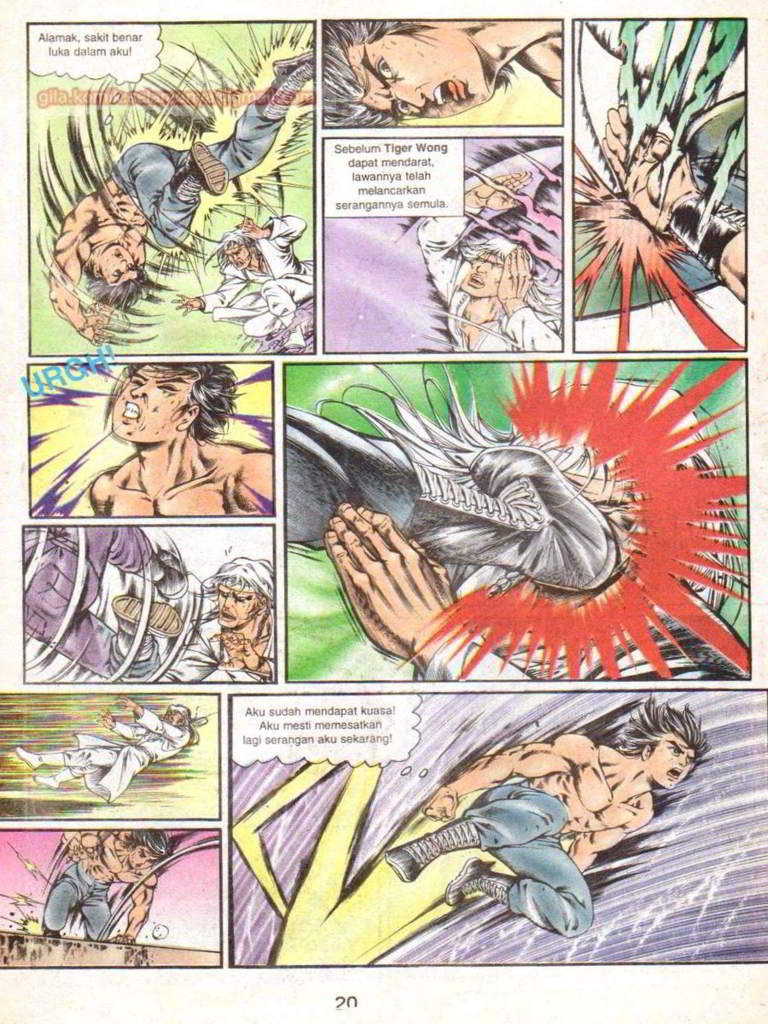 Alamak, sakit benar
luka dalam aku!
Sebelum Tiger Wong
dapat mendarat,
lawannya telah
melancarkan
serangannya semula.
URGH!
Aku sudah mendapat kuasa!
Aku mesti memesatkan
lagi serangan aku sekarang!
20